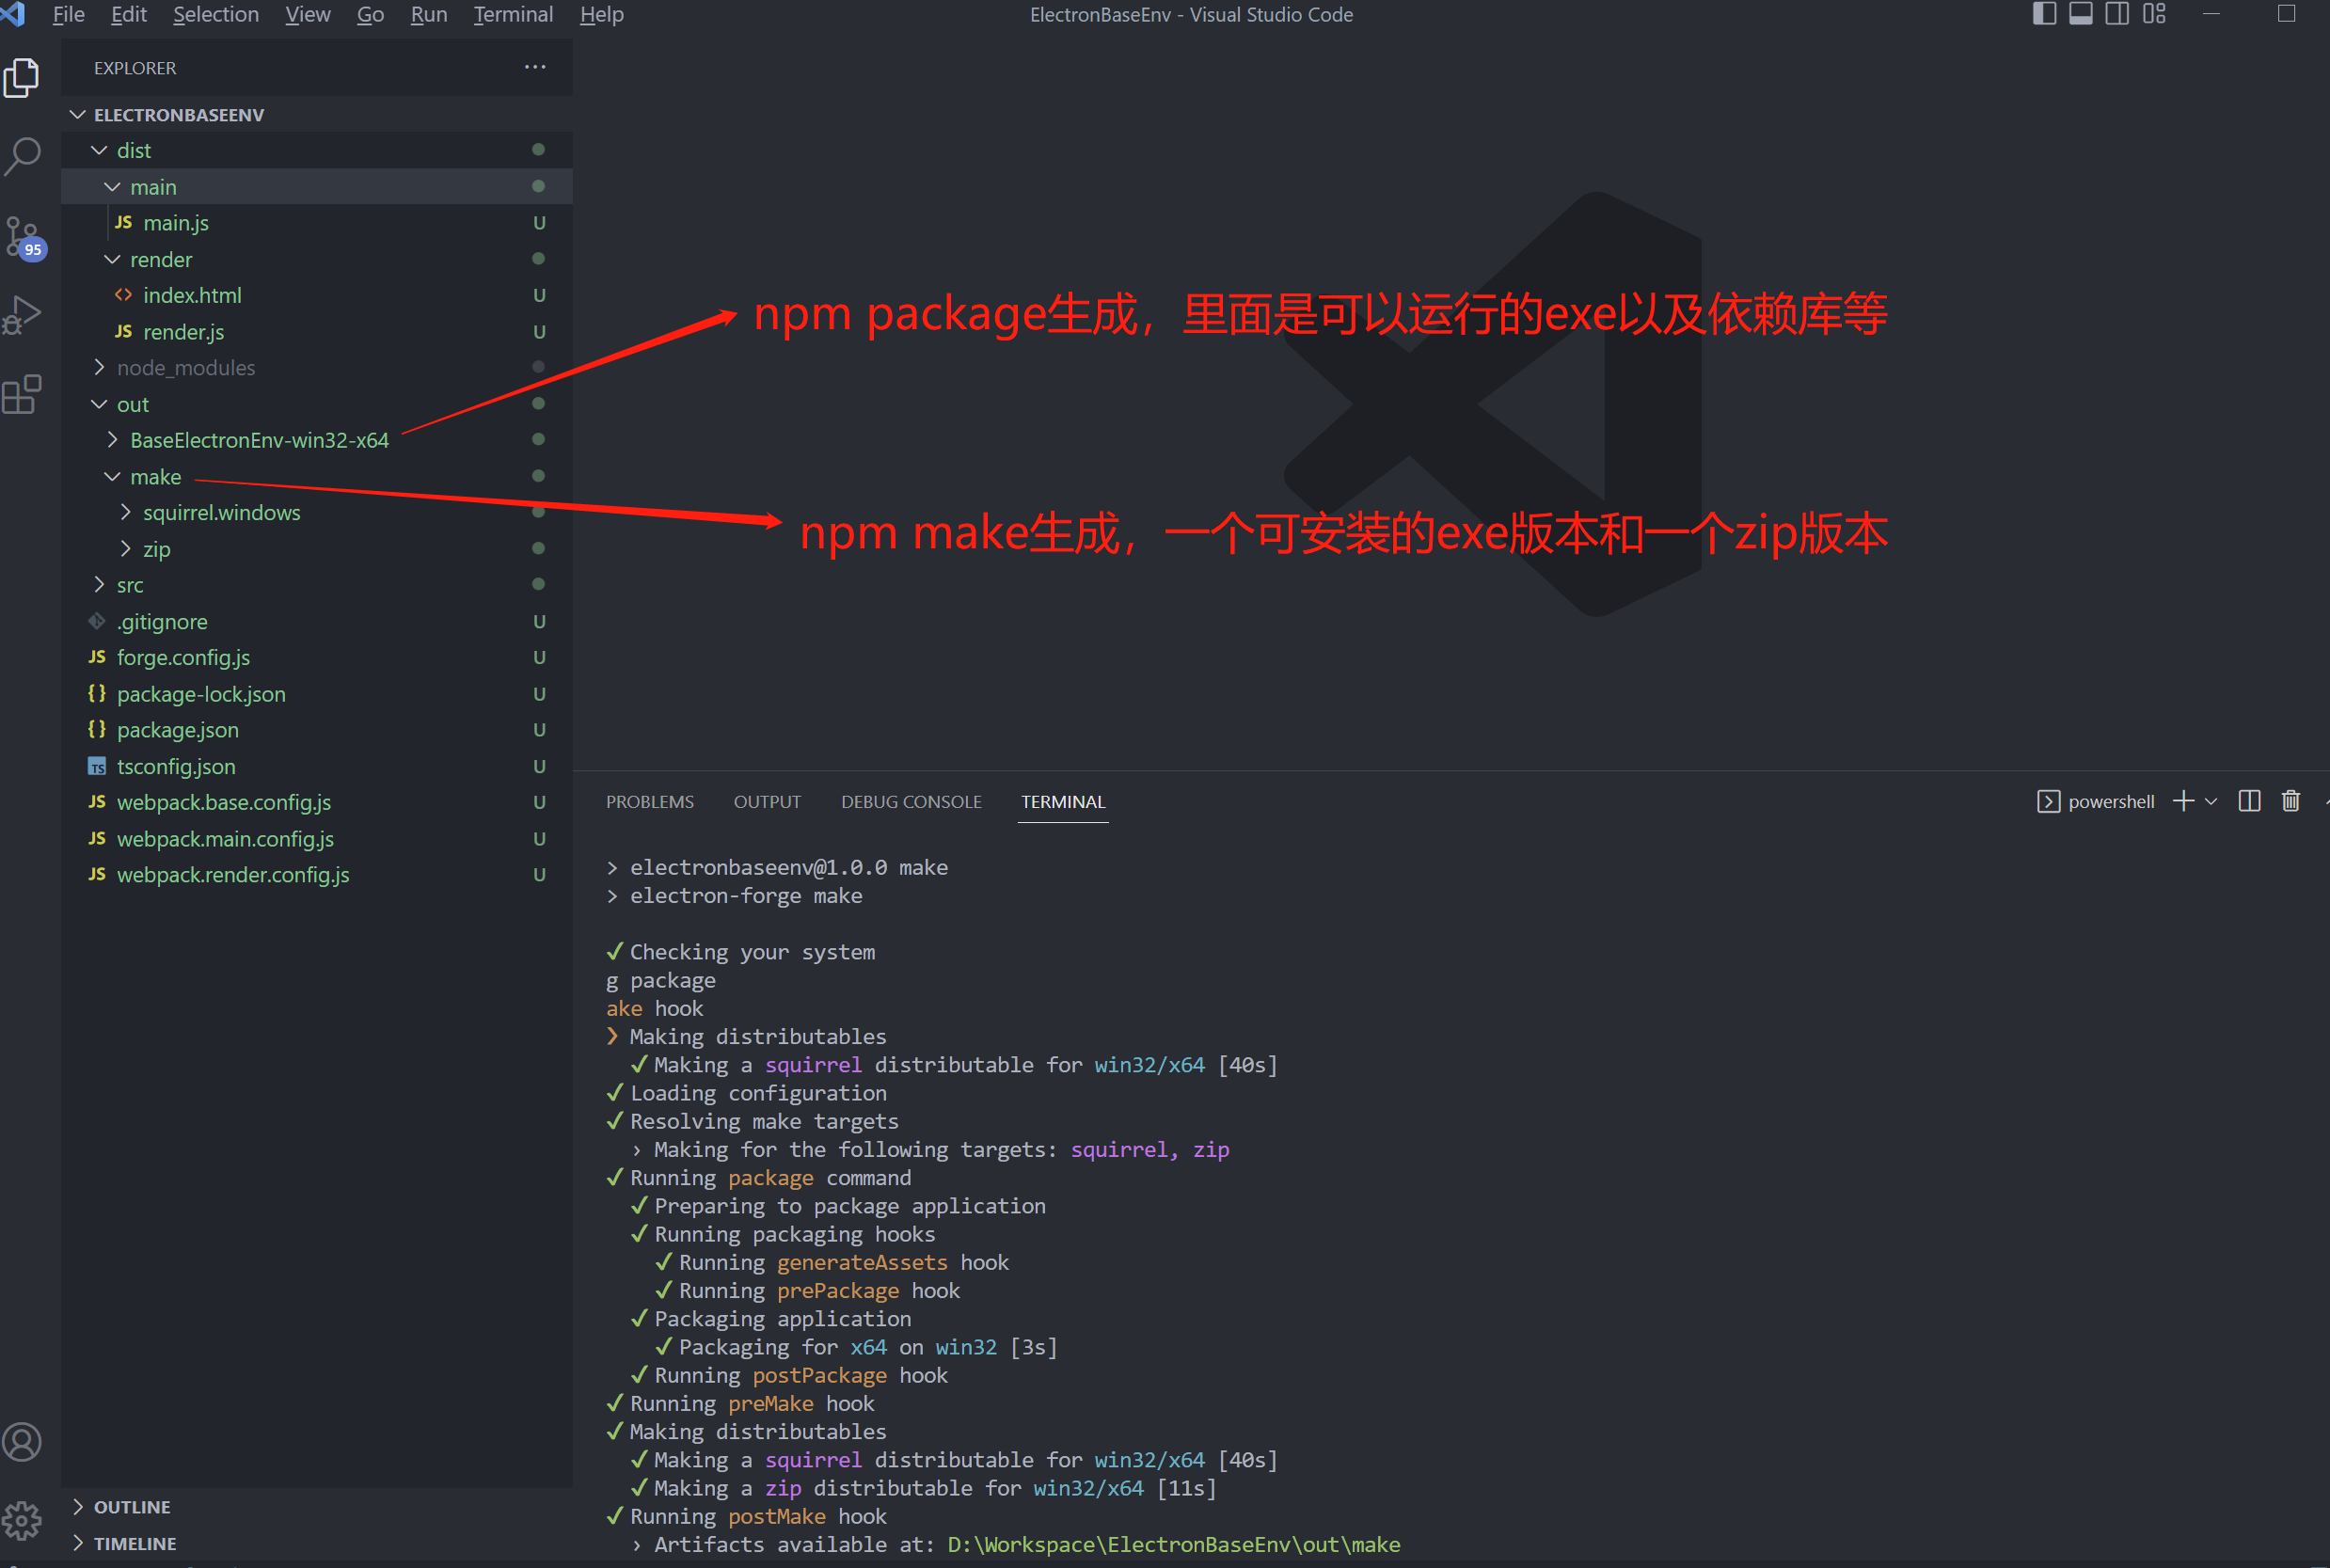 File Edit Selection View Go Run Terminal Help
ElectronBaseEnv - Visual Studio Code
EXPLORER
ELECTRONBASEENV
dist
main
JS main.js U
render
<> index.html U
JS render.js U
node_modules
out
BaseElectronEnv-win32-x64
make
squirrel.windows
zip
src
.gitignore U
JS forge.config.js U
{} package-lock.json U
{} package.json U
TS tsconfig.json U
JS webpack.base.config.js U
JS webpack.main.config.js U
JS webpack.render.config.js U
OUTLINE
TIMELINE
95
npm package生成，里面是可以运行的exe以及依赖库等
npm make生成，一个可安装的exe版本和一个zip版本
PROBLEMS OUTPUT DEBUG CONSOLE TERMINAL
powershell
> electronbaseenv@1.0.0 make
> electron-forge make
✓ Checking your system
g package
ake hook
❯ Making distributables
✓ Making a squirrel distributable for win32/x64 [40s]
✓ Loading configuration
✓ Resolving make targets
› Making for the following targets: squirrel, zip
✓ Running package command
✓ Preparing to package application
✓ Running packaging hooks
✓ Running generateAssets hook
✓ Running prePackage hook
✓ Packaging application
✓ Packaging for x64 on win32 [3s]
✓ Running postPackage hook
✓ Running preMake hook
✓ Making distributables
✓ Making a squirrel distributable for win32/x64 [40s]
✓ Making a zip distributable for win32/x64 [11s]
✓ Running postMake hook
› Artifacts available at: D:\Workspace\ElectronBaseEnv\out\make